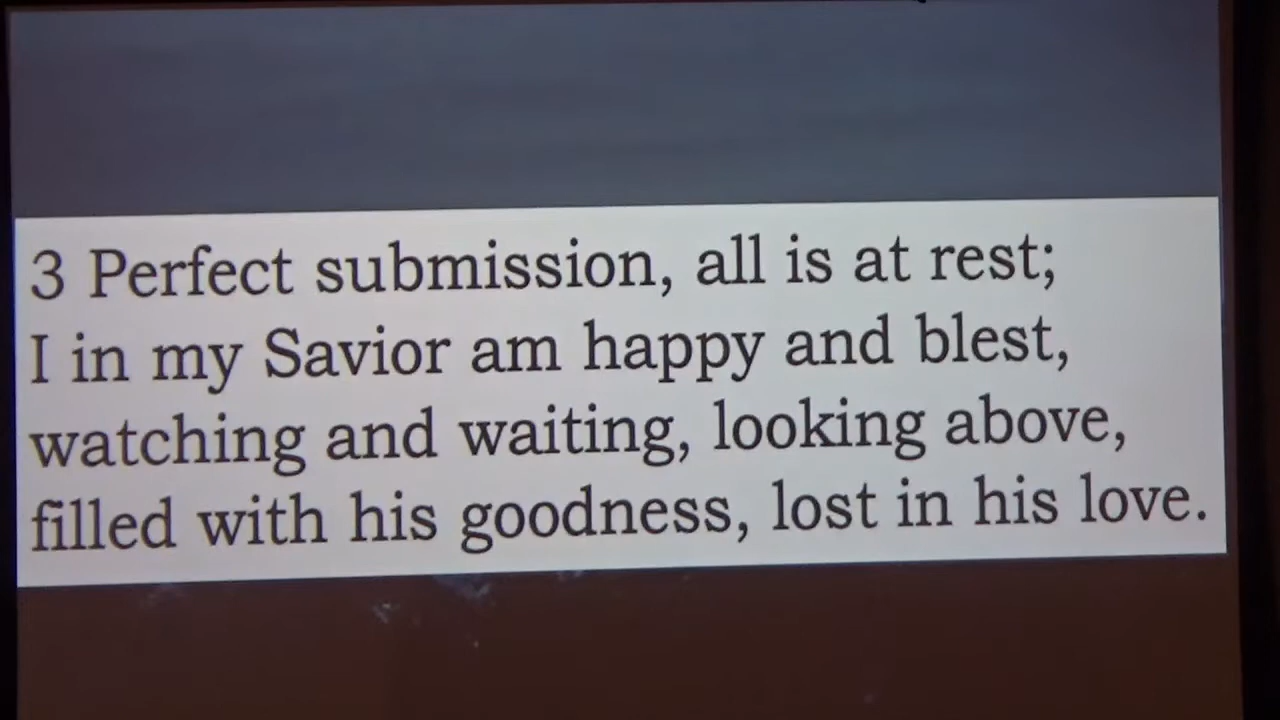 3 Perfect submission, all is at rest;
I in my Savior am happy and blest,
watching and waiting, looking above,
filled with his goodness, lost in his love.